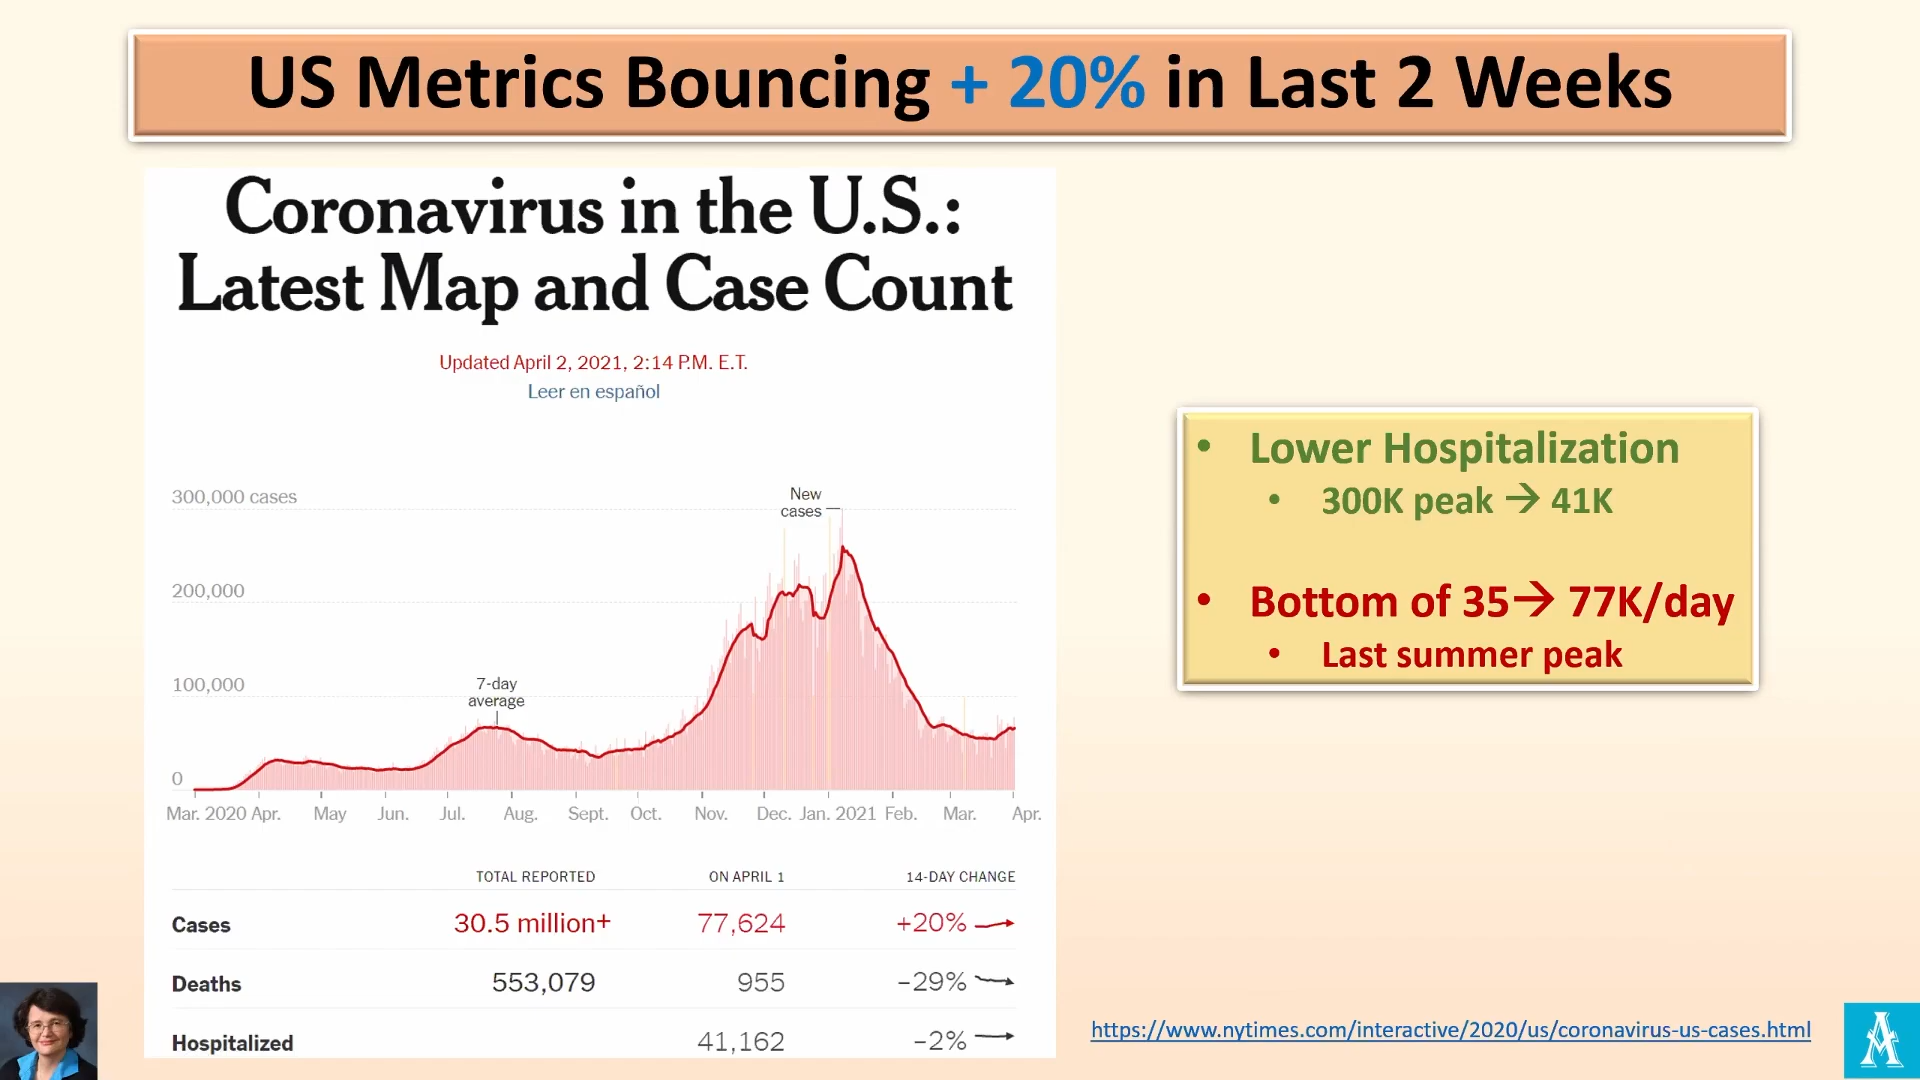 US Metrics Bouncing + 20% in Last 2 Weeks
Coronavirus in the U.S.:
Latest Map and Case Count
Updated April 2, 2021, 2:14 P.M. E.T.
Leer en español
300,000 cases
New
cases
200,000
100,000
7-day
average
0
Mar. 2020 Apr. May Jun. Jul. Aug. Sept. Oct. Nov. Dec. Jan. 2021 Feb. Mar. Apr.
TOTAL REPORTED ON APRIL 1 14-DAY CHANGE
Cases 30.5 million+ 77,624 +20%
Deaths 553,079 955 –29%
Hospitalized 41,162 –2%
• Lower Hospitalization
• 300K peak → 41K
• Bottom of 35→ 77K/day
• Last summer peak
https://www.nytimes.com/interactive/2020/us/coronavirus-us-cases.html
A